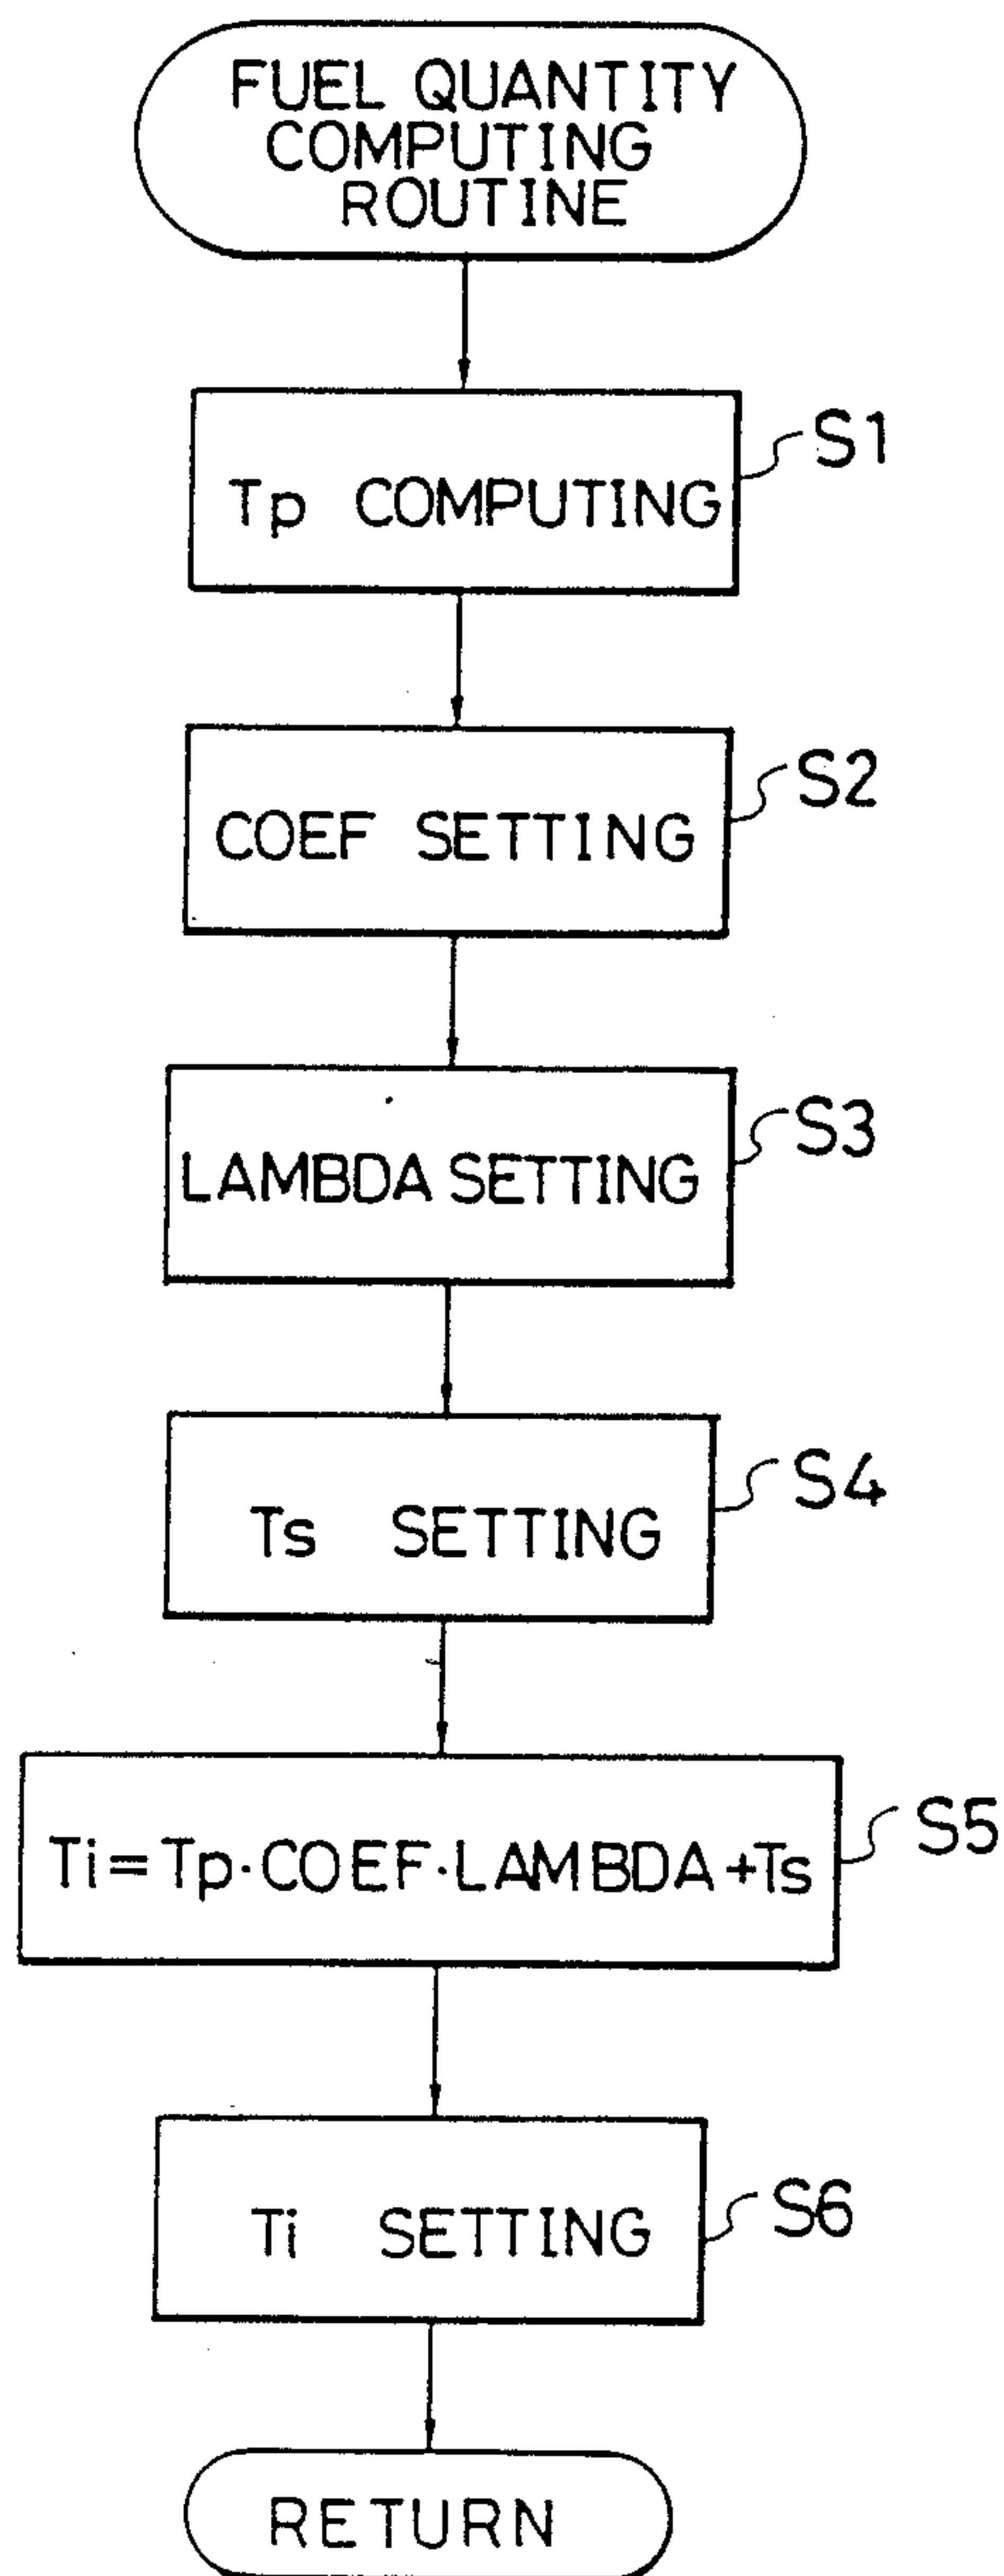 FUEL QUANTITY
COMPUTING
ROUTINE
S1
Tp COMPUTING
S2
COEF SETTING
S3
LAMBDA SETTING
S4
Ts SETTING
S5
Ti=Tp·COEF·LAMBDA+Ts
S6
Ti SETTING
RETURN